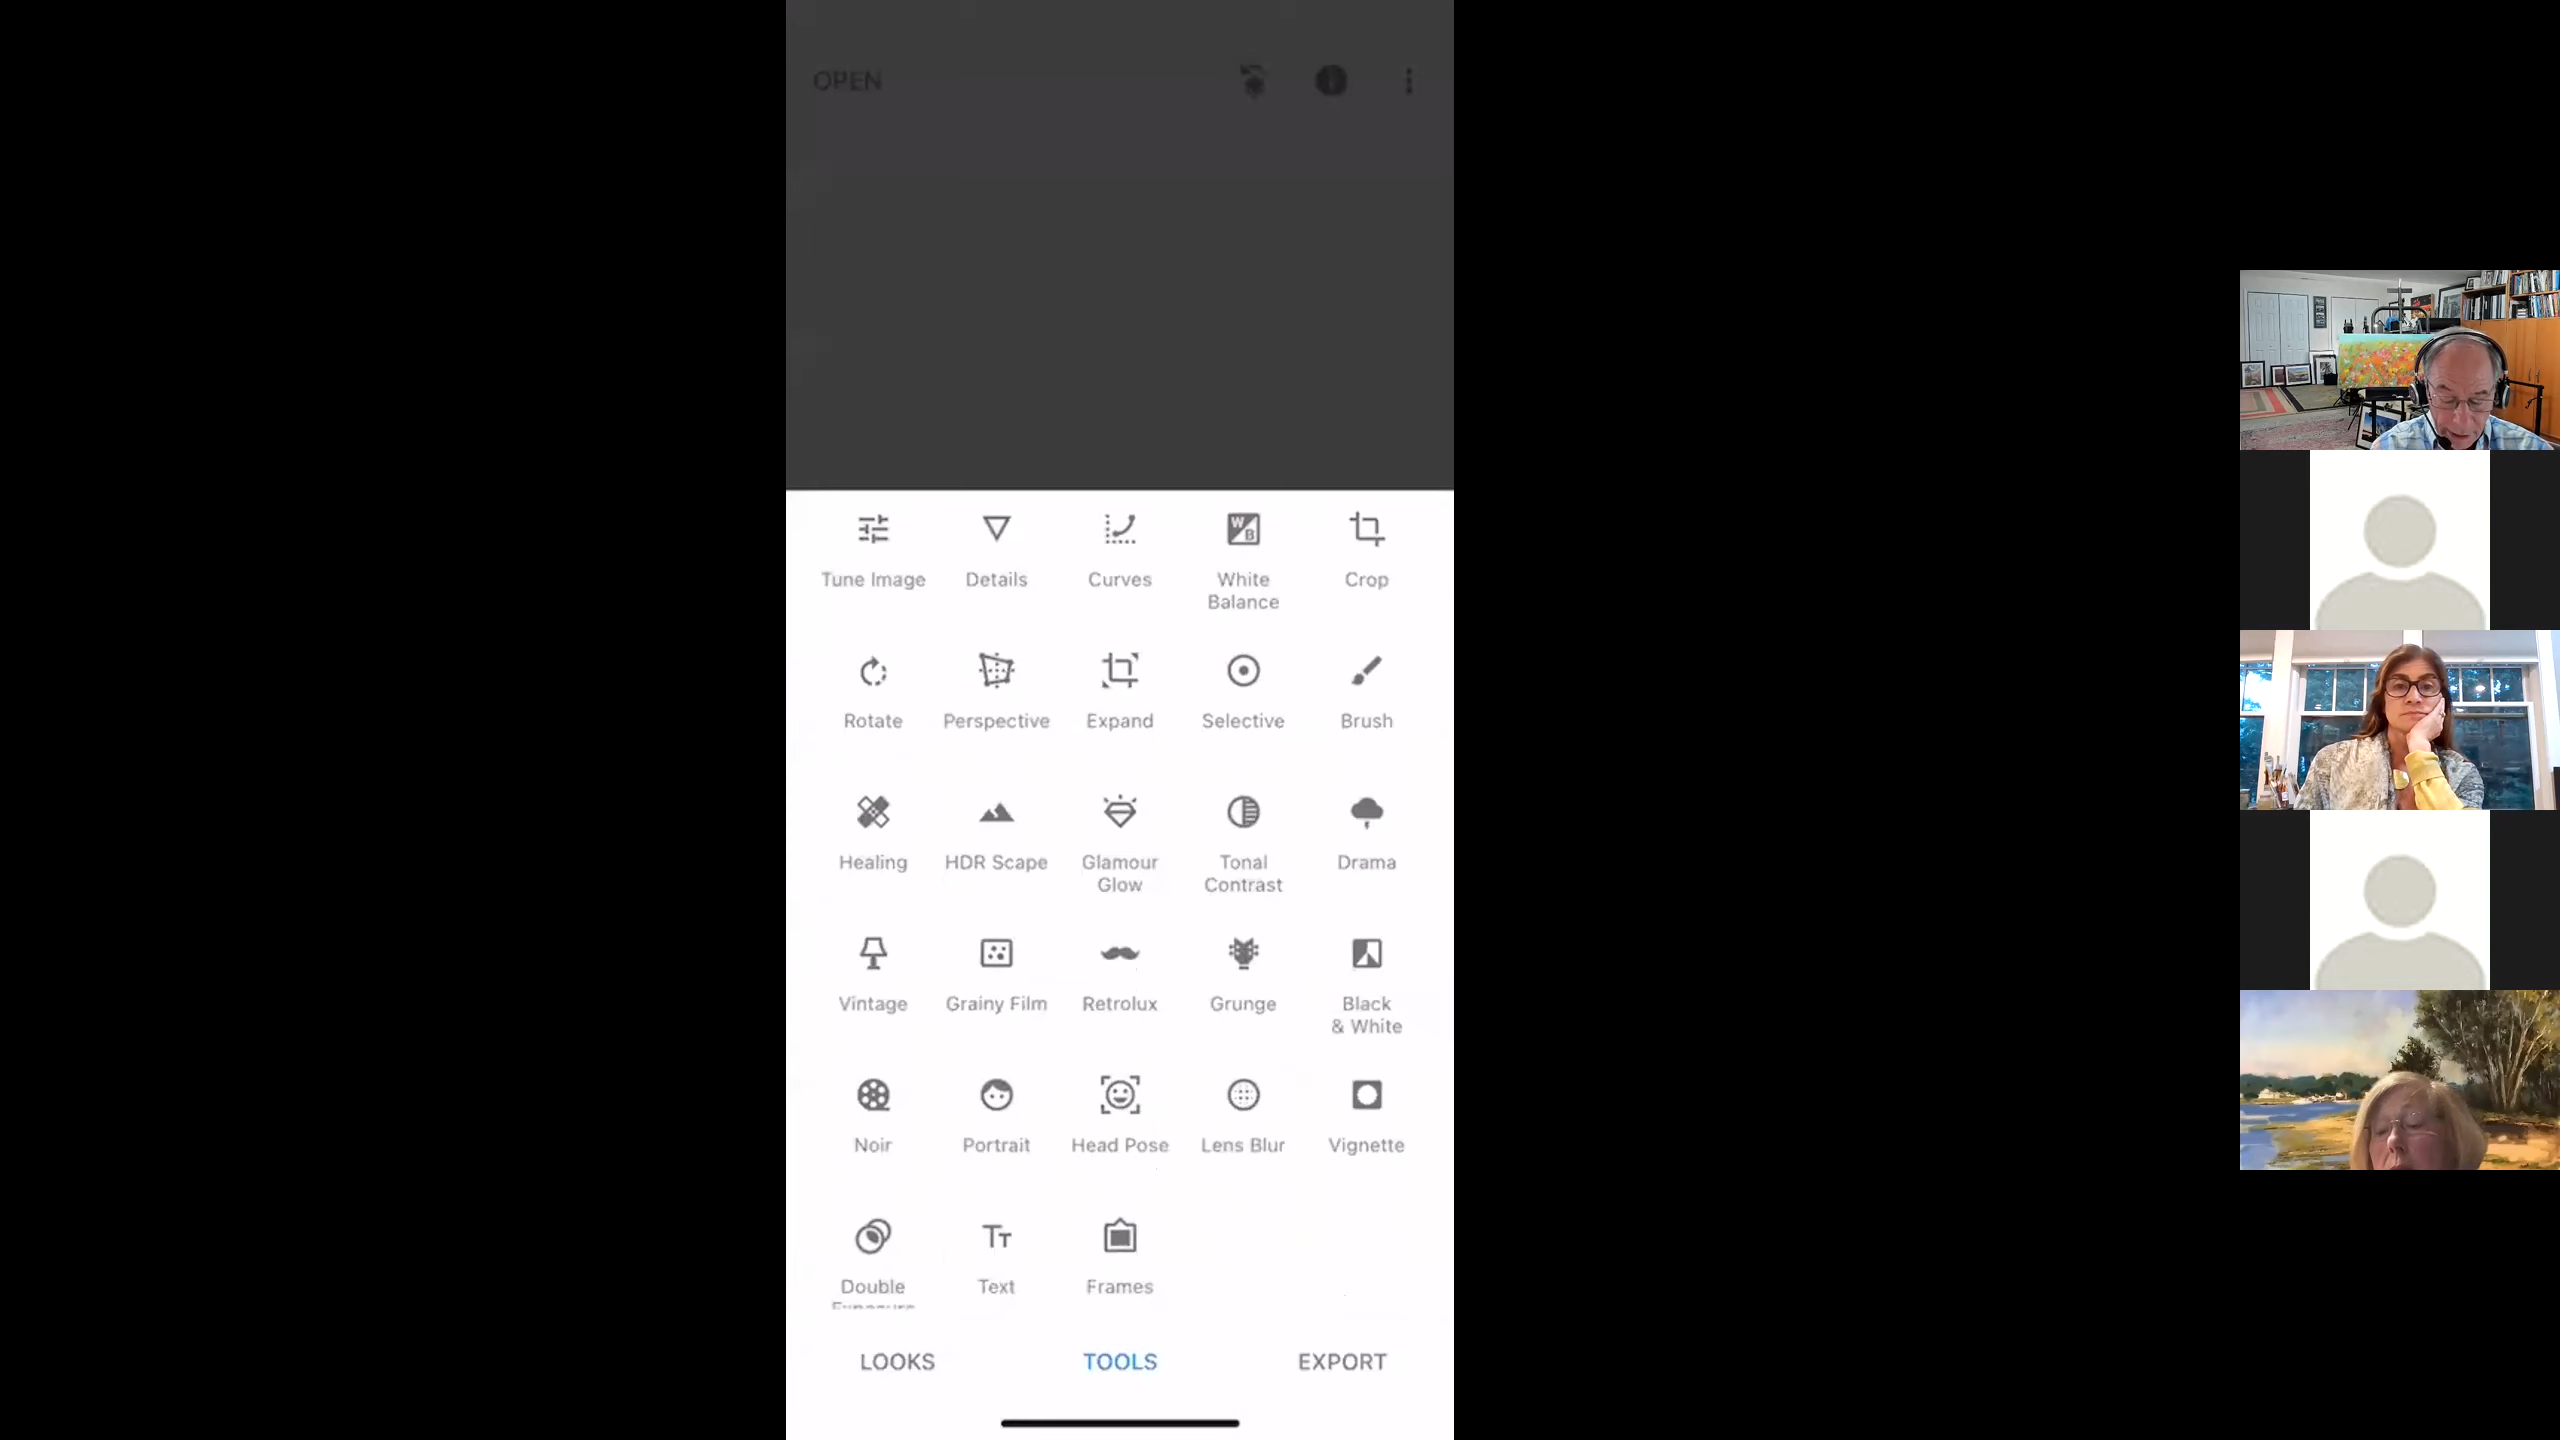 OPEN
Tune Image Details Curves White Crop
Balance
Rotate Perspective Expand Selective Brush
Healing HDR Scape Glamour Tonal Drama
Glow Contrast
Vintage Grainy Film Retrolux Grunge Black
& White
Noir Portrait Head Pose Lens Blur Vignette
Double Text Frames
LOOKS TOOLS EXPORT